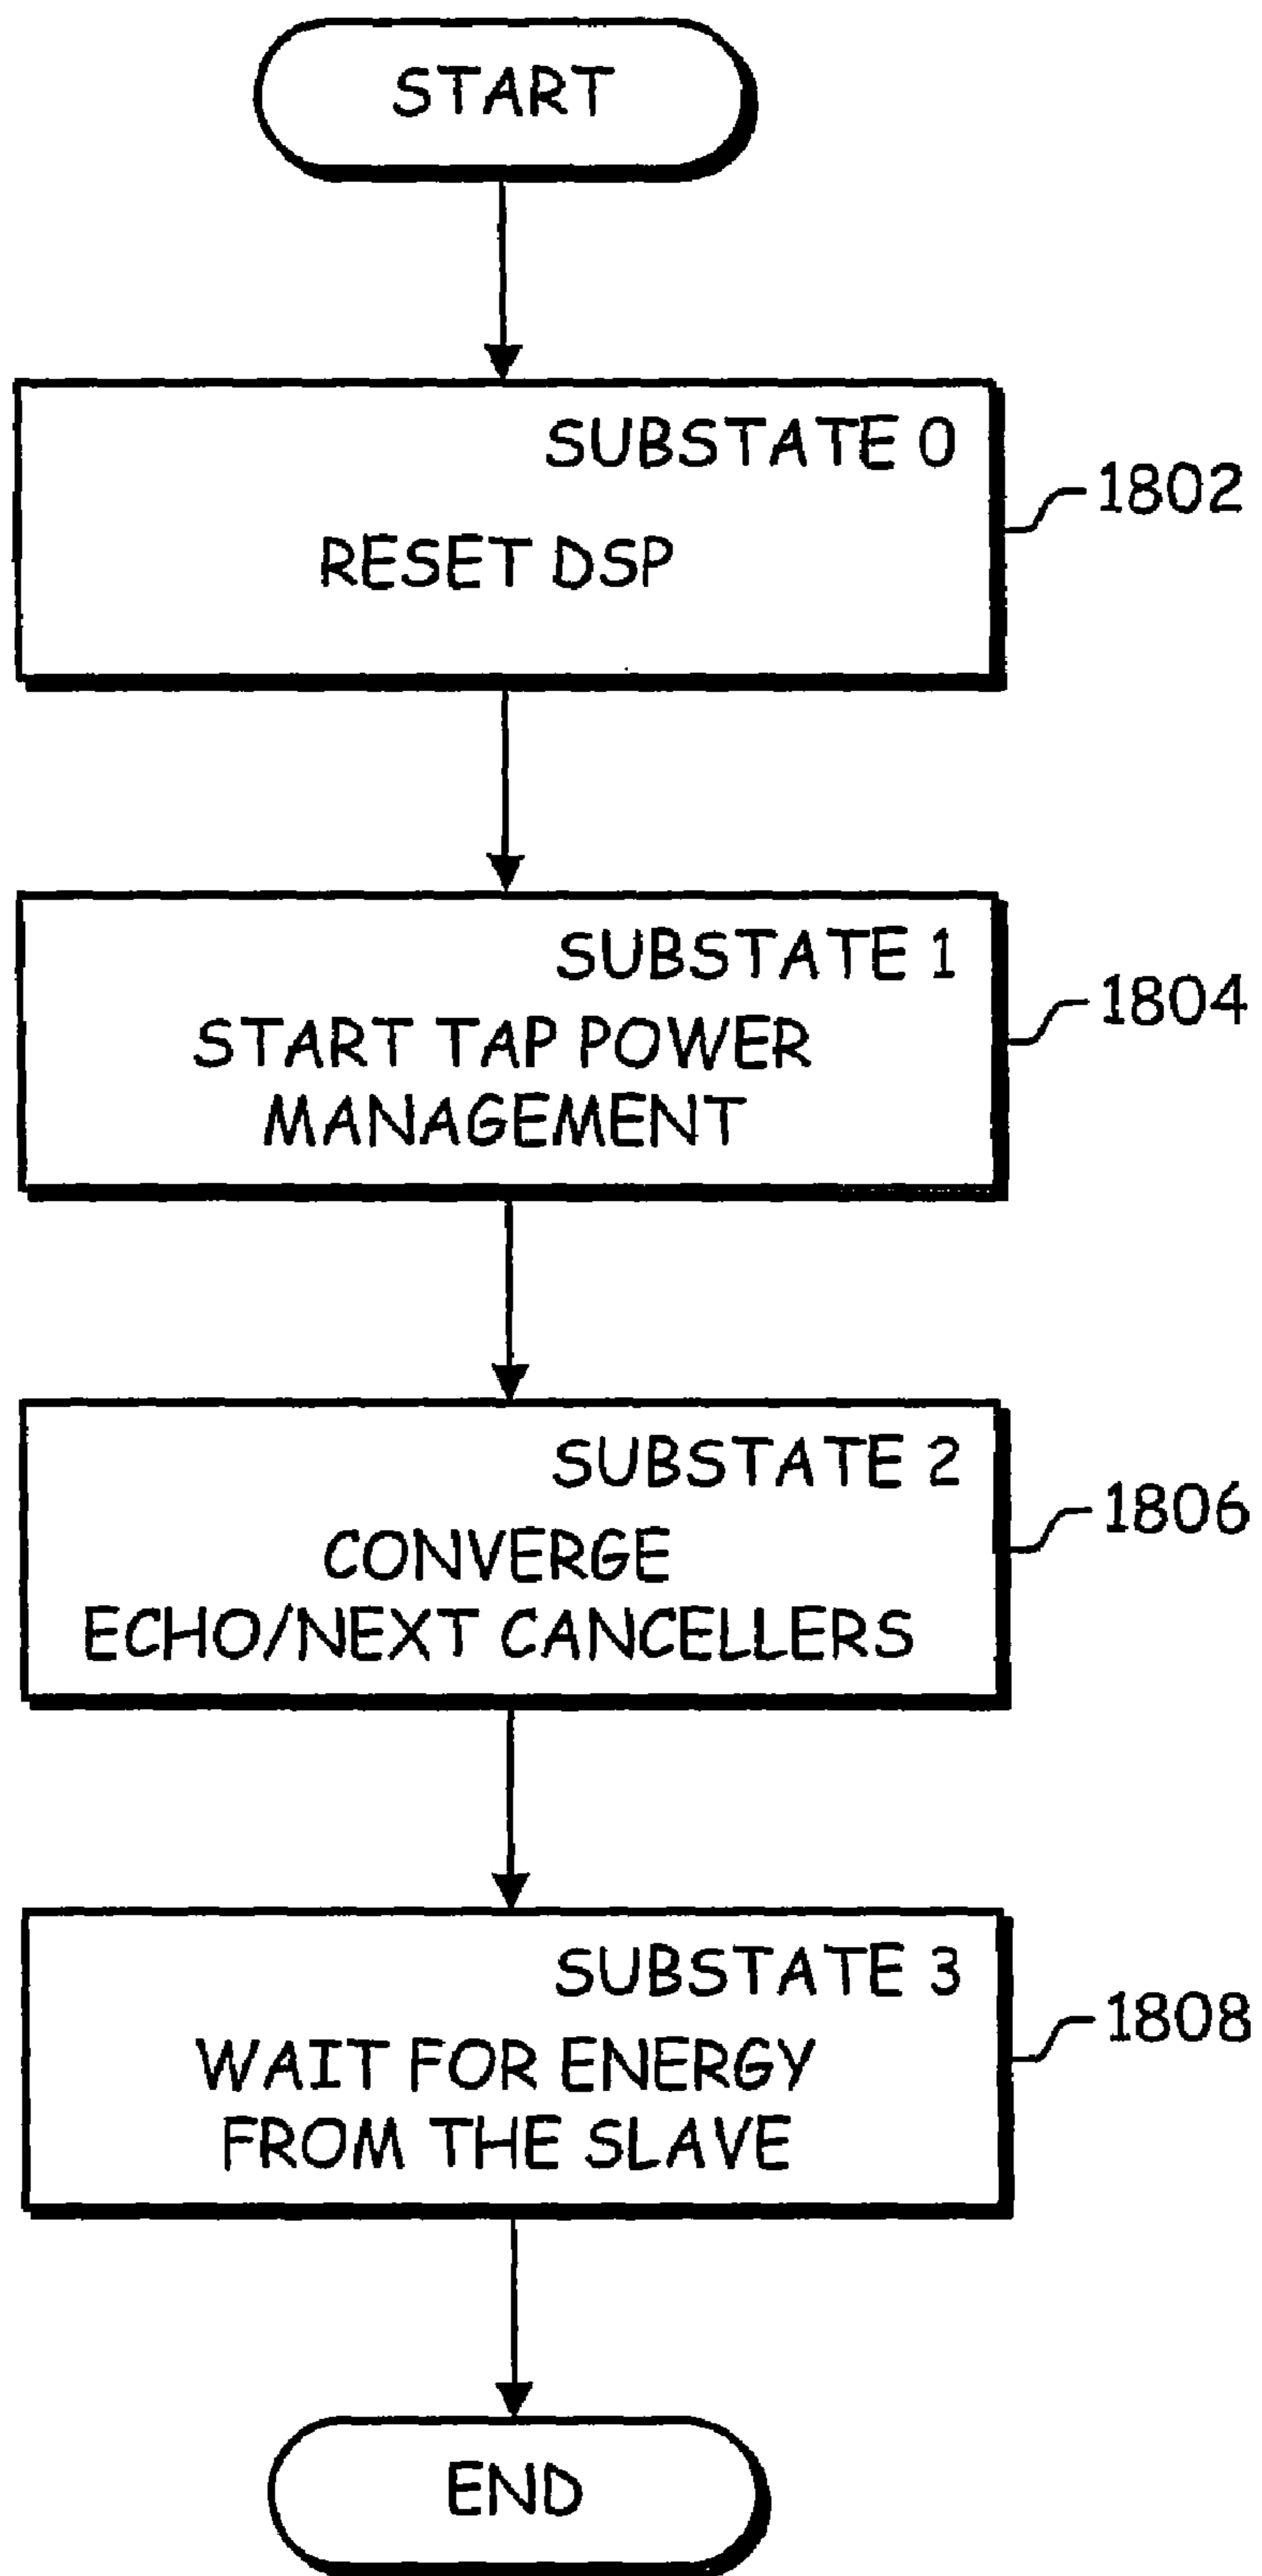 START
SUBSTATE 0
1802
RESET DSP
SUBSTATE 1
1804
START TAP POWER
MANAGEMENT
SUBSTATE 2
1806
CONVERGE
ECHO/NEXT CANCELLERS
SUBSTATE 3
1808
WAIT FOR ENERGY
FROM THE SLAVE
END